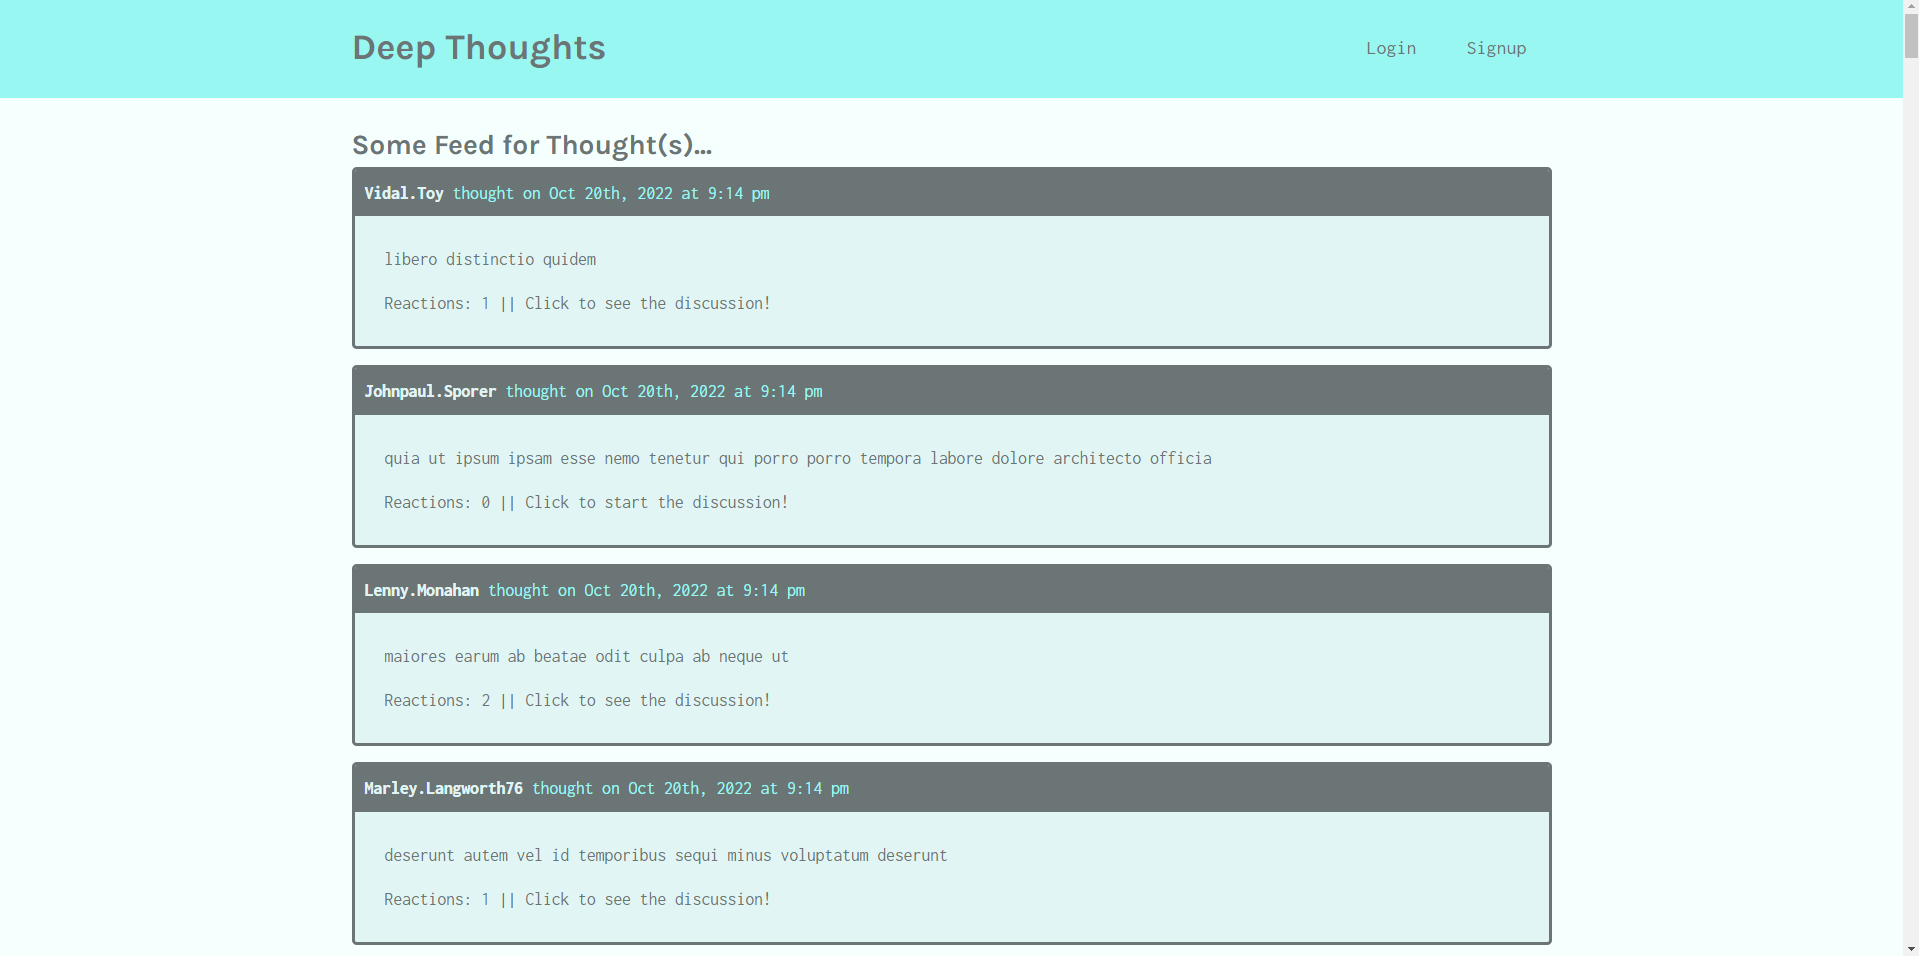 Deep Thoughts
Login Signup
Some Feed for Thought(s)...
Vidal.Toy thought on Oct 20th, 2022 at 9:14 pm
libero distinctio quidem
Reactions: 1 || Click to see the discussion!
Johnpaul.Sporer thought on Oct 20th, 2022 at 9:14 pm
quia ut ipsum ipsam esse nemo tenetur qui porro porro tempora labore dolore architecto officia
Reactions: 0 || Click to start the discussion!
Lenny.Monahan thought on Oct 20th, 2022 at 9:14 pm
maiores earum ab beatae odit culpa ab neque ut
Reactions: 2 || Click to see the discussion!
Marley.Langworth76 thought on Oct 20th, 2022 at 9:14 pm
deserunt autem vel id temporibus sequi minus voluptatum deserunt
Reactions: 1 || Click to see the discussion!